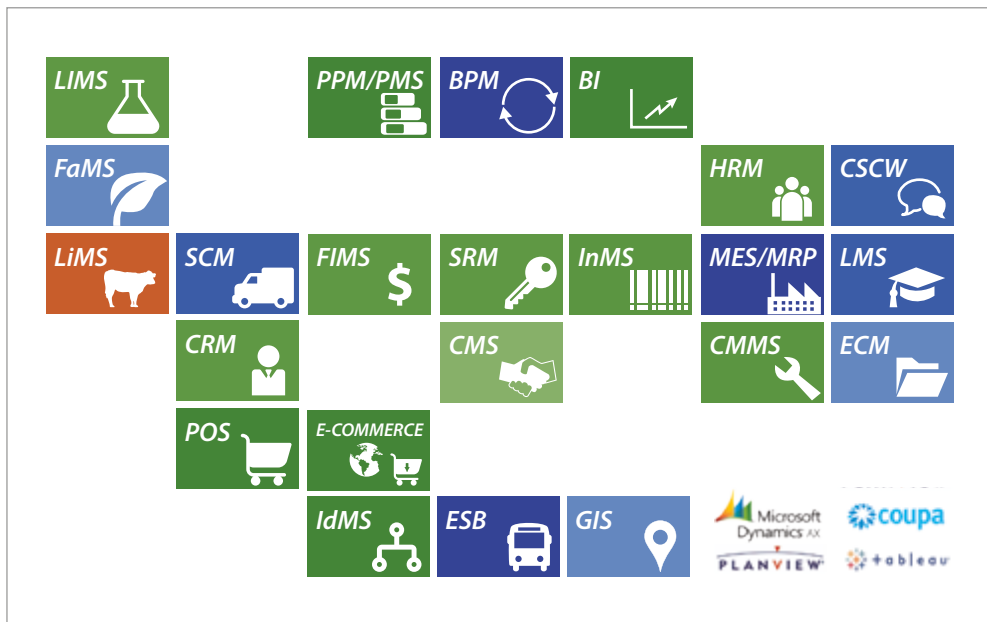 LIMS
PPM/PMS
BPM
BI
FaMS
HRM
CSCW
LiMS
SCM
FIMS
$
SRM
InMS
MES/MRP
LMS
CRM
CMS
CMMS
ECM
POS
E-COMMERCE
IdMS
ESB
GIS
Microsoft
Dynamics AX
coupa
PLANVIEW
+ableau